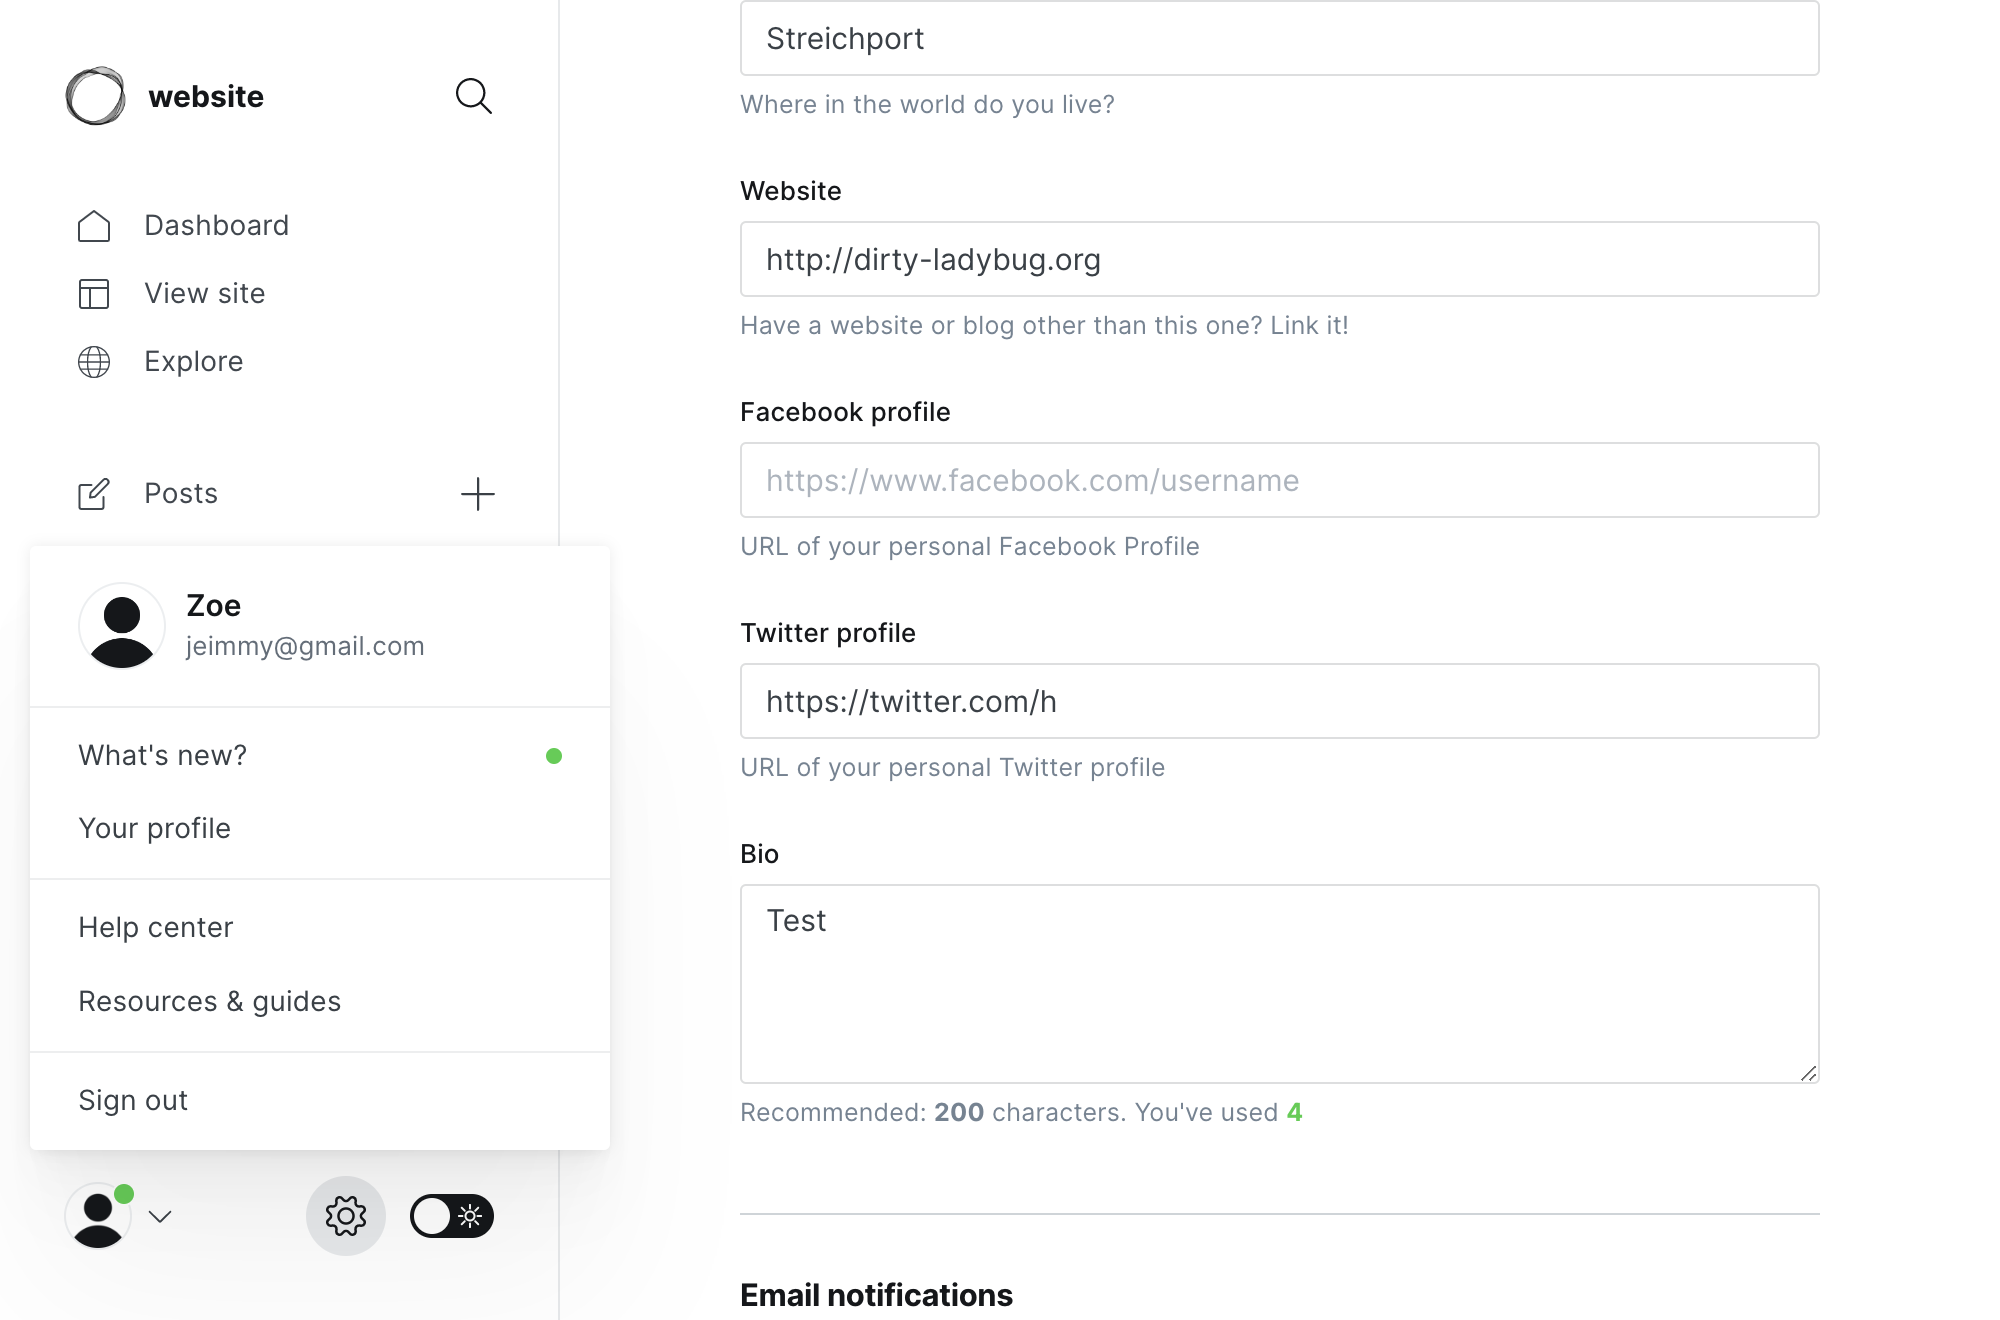 website
Dashboard
View site
Explore
Posts
Zoe
jeimmy@gmail.com
What's new?
Your profile
Help center
Resources & guides
Sign out
Streichport
Where in the world do you live?
Website
http://dirty-ladybug.org
Have a website or blog other than this one? Link it!
Facebook profile
https://www.facebook.com/username
URL of your personal Facebook Profile
Twitter profile
https://twitter.com/h
URL of your personal Twitter profile
Bio
Test
Recommended: 200 characters. You've used 4
Email notifications